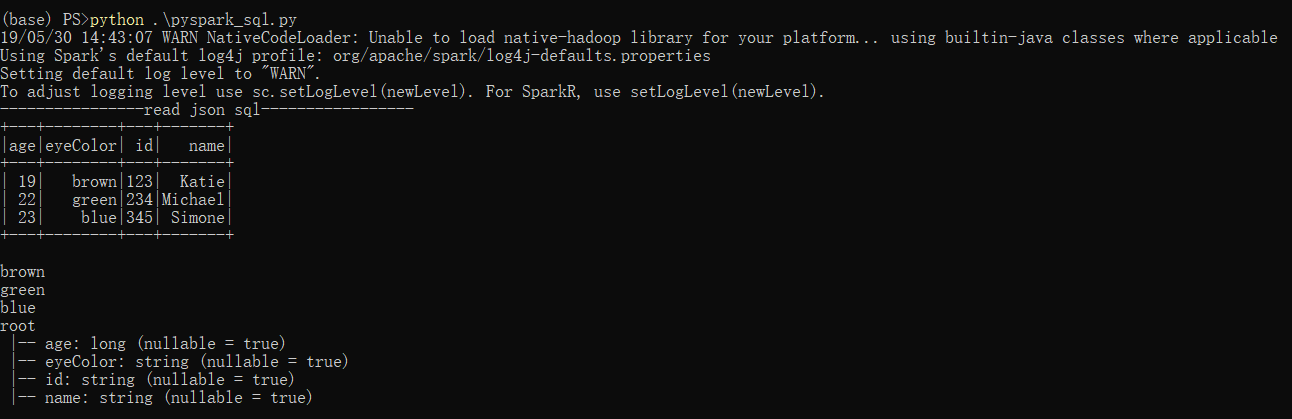 (base) PS>python .\pyspark_sql.py
19/05/30 14:43:07 WARN NativeCodeLoader: Unable to load native-hadoop library for your platform... using builtin-java classes where applicable
Using Spark's default log4j profile: org/apache/spark/log4j-defaults.properties
Setting default log level to "WARN".
To adjust logging level use sc.setLogLevel(newLevel). For SparkR, use setLogLevel(newLevel).
----------------read json sql-----------------
+---+--------+---+-------+
|age|eyeColor| id|   name|
+---+--------+---+-------+
| 19|   brown|123|  Katie|
| 22|   green|234|Michael|
| 23|    blue|345| Simone|
+---+--------+---+-------+
brown
green
blue
root
 |-- age: long (nullable = true)
 |-- eyeColor: string (nullable = true)
 |-- id: string (nullable = true)
 |-- name: string (nullable = true)